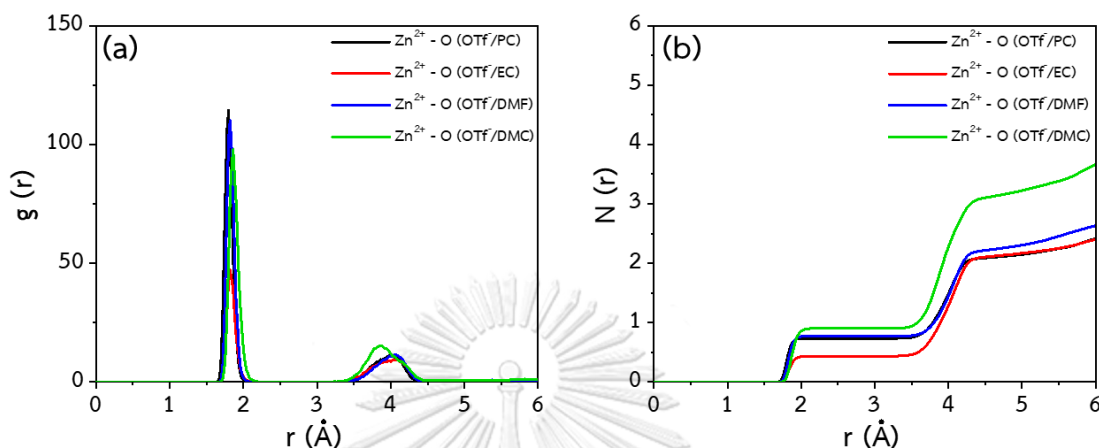 (a)
Zn²⁺ - O (OTf⁻/PC)
Zn²⁺ - O (OTf⁻/EC)
Zn²⁺ - O (OTf⁻/DMF)
Zn²⁺ - O (OTf⁻/DMC)
150
100
50
0
g (r)
0 1 2 3 4 5 6
r (Å)
(b)
Zn²⁺ - O (OTf⁻/PC)
Zn²⁺ - O (OTf⁻/EC)
Zn²⁺ - O (OTf⁻/DMF)
Zn²⁺ - O (OTf⁻/DMC)
6
5
4
3
2
1
0
N (r)
0 1 2 3 4 5 6
r (Å)